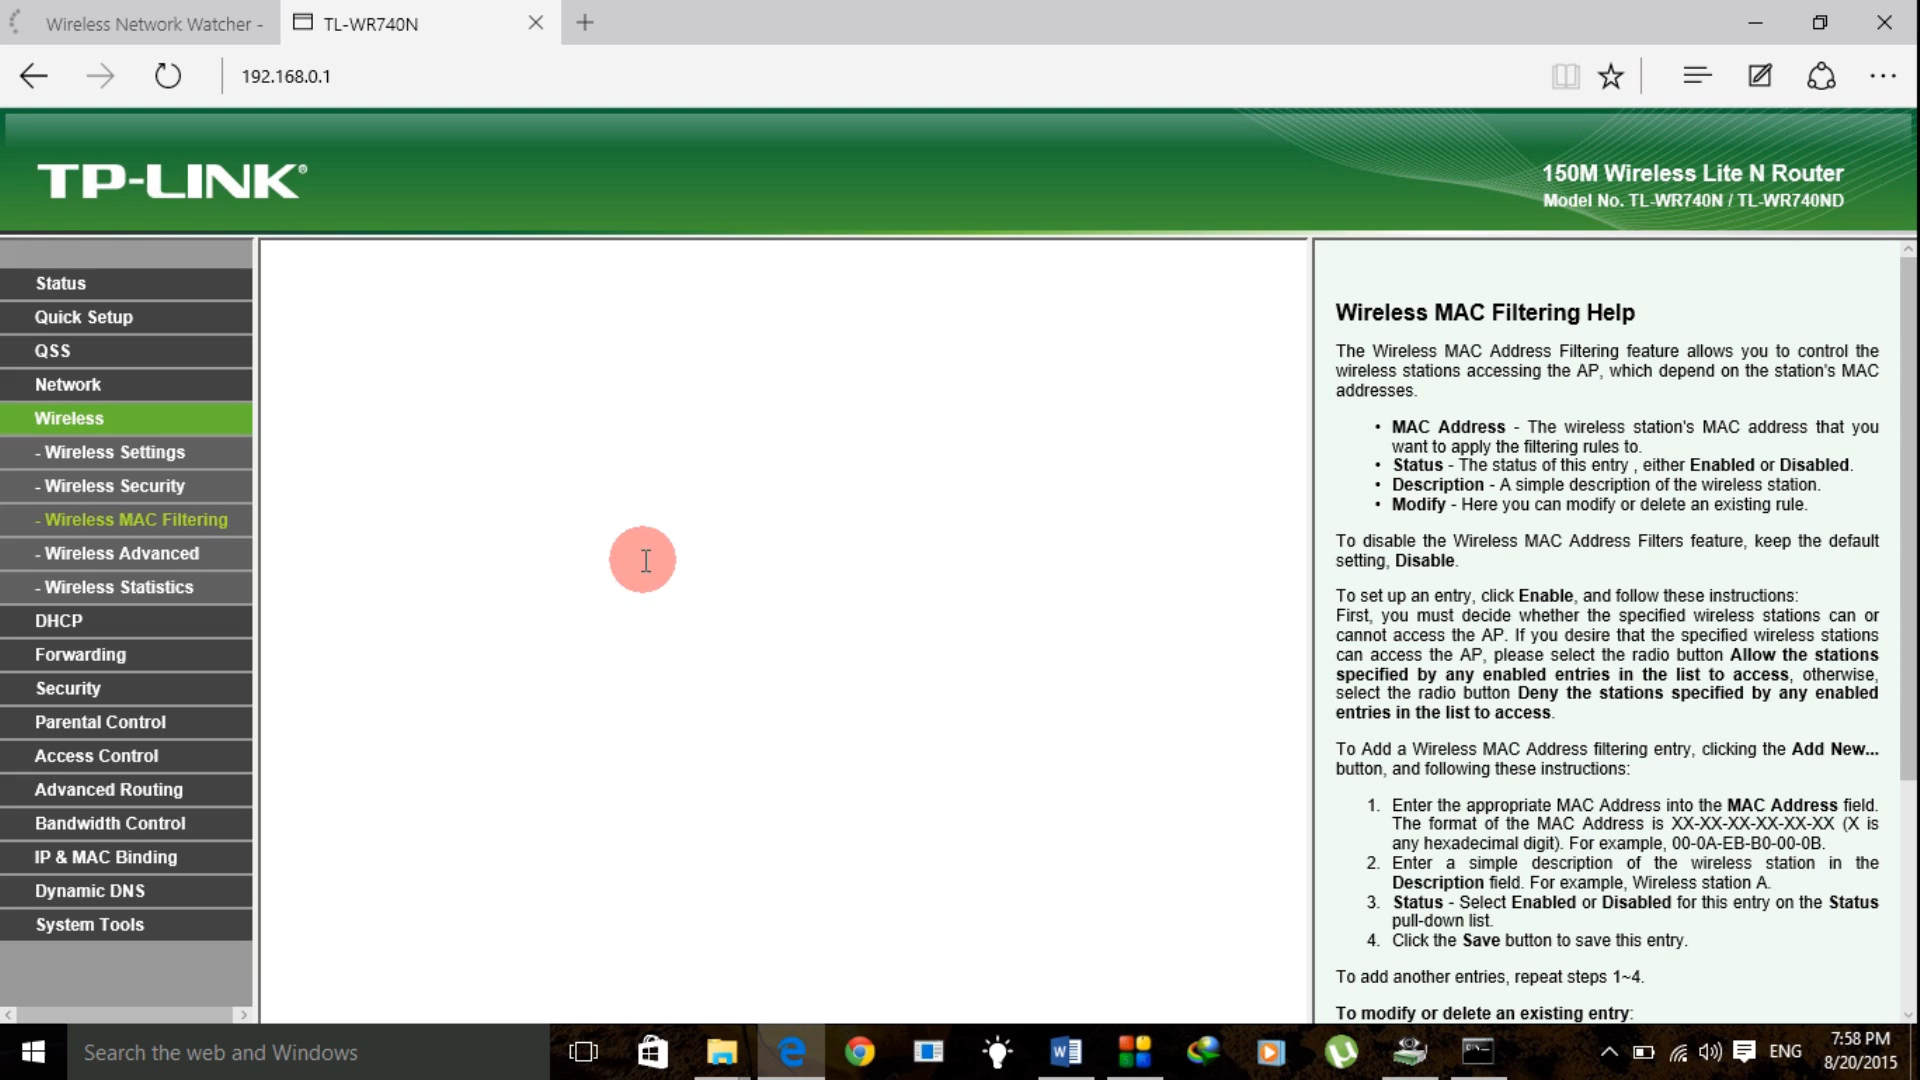 Wireless Network Watcher -
TL-WR740N
192.168.0.1
TP-LINK®
150M Wireless Lite N Router
Model No. TL-WR740N / TL-WR740ND
Status
Quick Setup
QSS
Network
Wireless
- Wireless Settings
- Wireless Security
- Wireless MAC Filtering
- Wireless Advanced
- Wireless Statistics
DHCP
Forwarding
Security
Parental Control
Access Control
Advanced Routing
Bandwidth Control
IP & MAC Binding
Dynamic DNS
System Tools
Wireless MAC Filtering Help
The Wireless MAC Address Filtering feature allows you to control the
wireless stations accessing the AP, which depend on the station's MAC
addresses.
• MAC Address - The wireless station's MAC address that you
want to apply the filtering rules to.
• Status - The status of this entry , either Enabled or Disabled.
• Description - A simple description of the wireless station.
• Modify - Here you can modify or delete an existing rule.
To disable the Wireless MAC Address Filters feature, keep the default
setting, Disable.
To set up an entry, click Enable, and follow these instructions:
First, you must decide whether the specified wireless stations can or
cannot access the AP. If you desire that the specified wireless stations
can access the AP, please select the radio button Allow the stations
specified by any enabled entries in the list to access, otherwise,
select the radio button Deny the stations specified by any enabled
entries in the list to access.
To Add a Wireless MAC Address filtering entry, clicking the Add New...
button, and following these instructions:
1. Enter the appropriate MAC Address into the MAC Address field.
The format of the MAC Address is XX-XX-XX-XX-XX-XX (X is
any hexadecimal digit). For example, 00-0A-EB-B0-00-0B.
2. Enter a simple description of the wireless station in the
Description field. For example, Wireless station A.
3. Status - Select Enabled or Disabled for this entry on the Status
pull-down list.
4. Click the Save button to save this entry.
To add another entries, repeat steps 1~4.
To modify or delete an existing entry:
Search the web and Windows
ENG
7:58 PM
8/20/2015